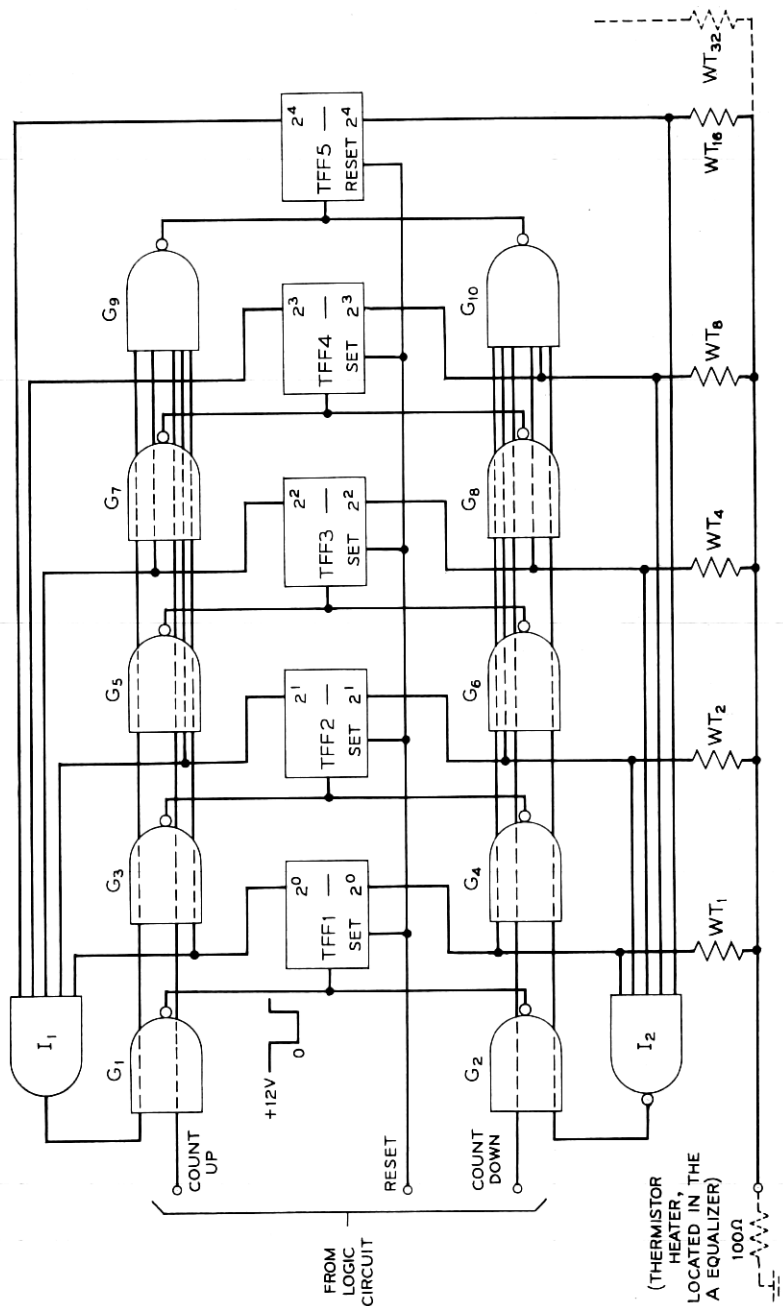 I₁
G₁
G₃
G₅
G₇
G₉
+12V
0
COUNT
UP
2⁰
TFF1 —
SET 2⁰
2¹
TFF2 —
SET 2¹
2²
TFF3 —
SET 2²
2³
TFF4 —
SET 2³
2⁴
TFF5 —
RESET 2⁴
FROM
LOGIC
CIRCUIT
RESET
COUNT
DOWN
G₂
G₄
G₆
G₈
G₁₀
I₂
WT₁
WT₂
WT₄
WT₈
WT₁₆
WT₃₂
(THERMISTOR
HEATER,
LOCATED IN THE
A EQUALIZER)
100Ω